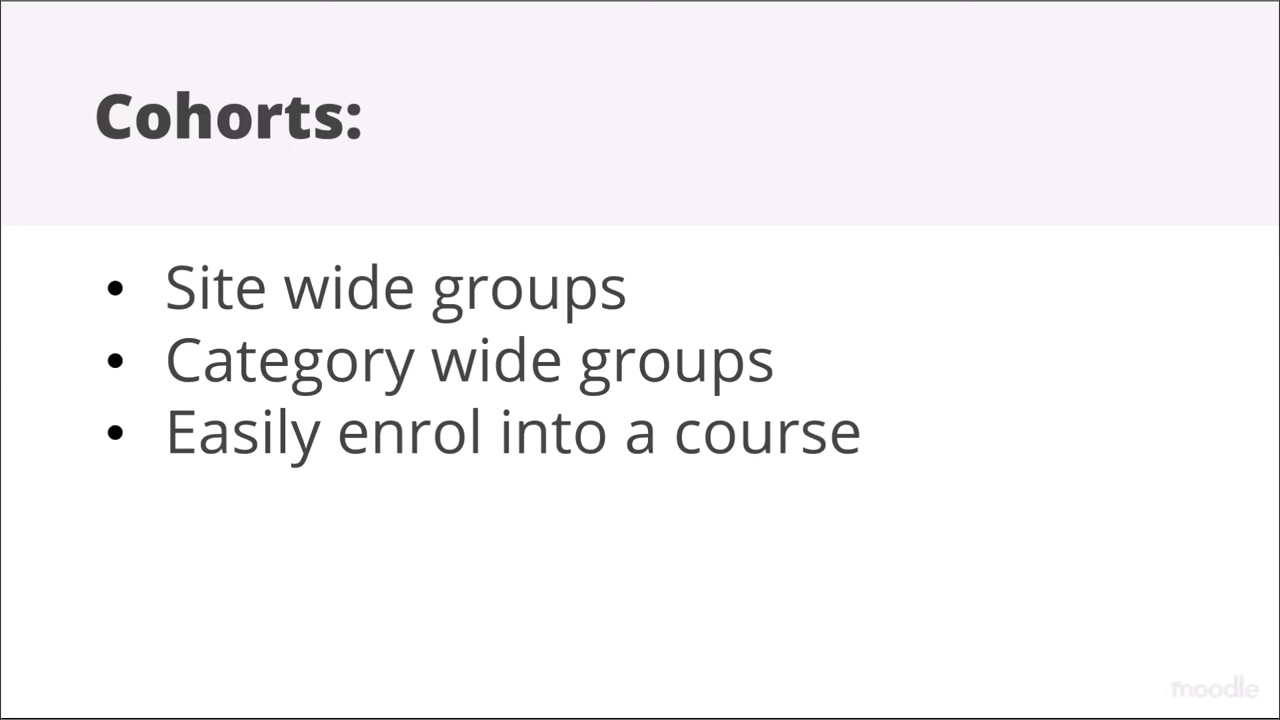 Cohorts:
• Site wide groups
• Category wide groups
• Easily enrol into a course
moodle